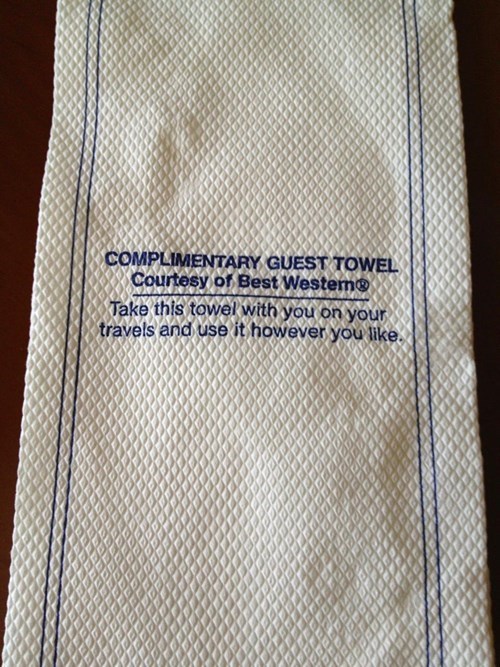 COMPLIMENTARY GUEST TOWEL
Courtesy of Best Western®
Take this towel with you on your
travels and use it however you like.